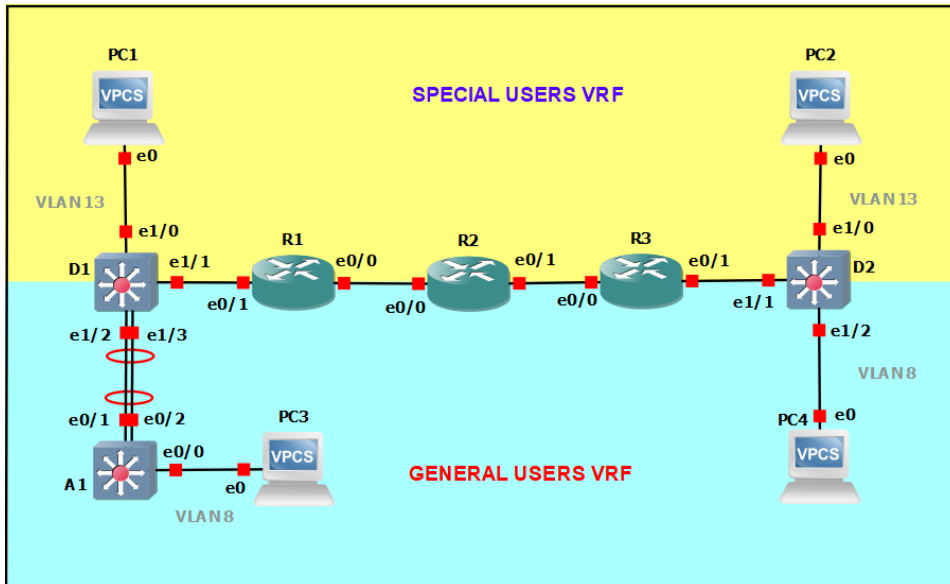 PC1
PC2
VPCS
SPECIAL USERS VRF
VPCS
e0
e0
VLAN 13
VLAN 13
e1/0
e1/0
R1
R2
R3
D1
e1/1
e0/0
e0/1
e0/1
D2
e0/1
e0/0
e0/0
e1/1
e1/2
e1/3
e1/2
VLAN 8
e0/1
e0/2
PC3
e0
PC4
e0/0
VPCS
VPCS
A1
e0
GENERAL USERS VRF
VLAN 8